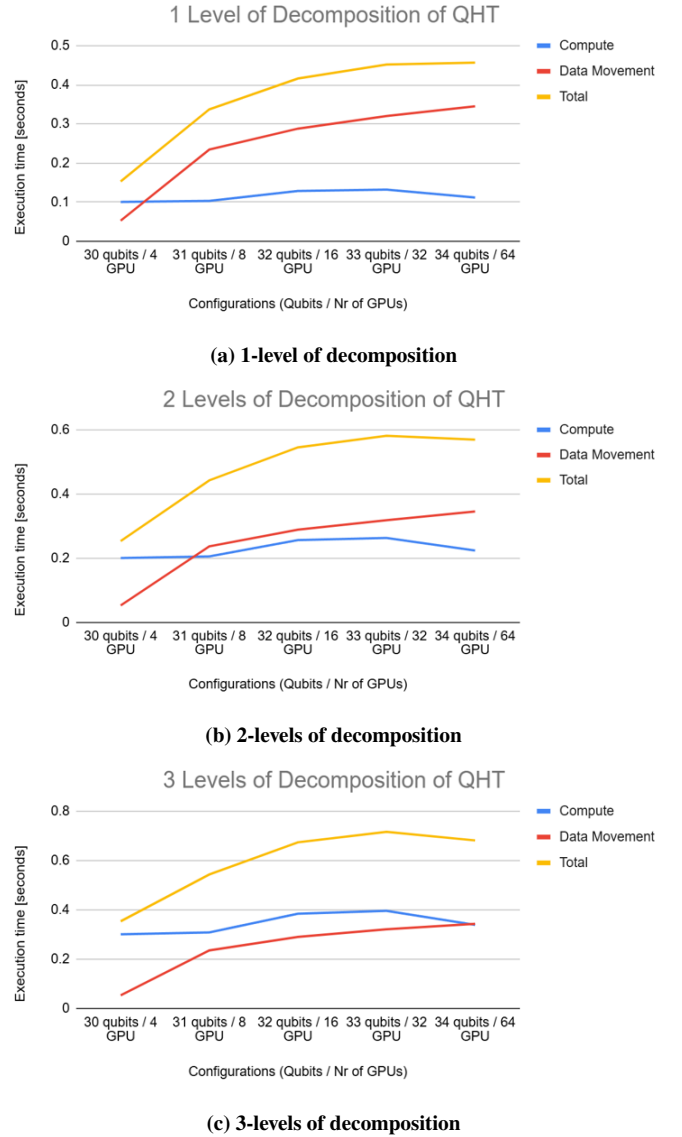 1 Level of Decomposition of QHT
Execution time [seconds]
0.5
0.4
0.3
0.2
0.1
0
30 qubits / 4 GPU
31 qubits / 8 GPU
32 qubits / 16 GPU
33 qubits / 32 GPU
34 qubits / 64 GPU
Configurations (Qubits / Nr of GPUs)
Compute
Data Movement
Total
(a) 1-level of decomposition
2 Levels of Decomposition of QHT
Execution time [seconds]
0.6
0.4
0.2
0
30 qubits / 4 GPU
31 qubits / 8 GPU
32 qubits / 16 GPU
33 qubits / 32 GPU
34 qubits / 64 GPU
Configurations (Qubits / Nr of GPUs)
Compute
Data Movement
Total
(b) 2-levels of decomposition
3 Levels of Decomposition of QHT
Execution time [seconds]
0.8
0.6
0.4
0.2
0
30 qubits / 4 GPU
31 qubits / 8 GPU
32 qubits / 16 GPU
33 qubits / 32 GPU
34 qubits / 64 GPU
Configurations (Qubits / Nr of GPUs)
Compute
Data Movement
Total
(c) 3-levels of decomposition